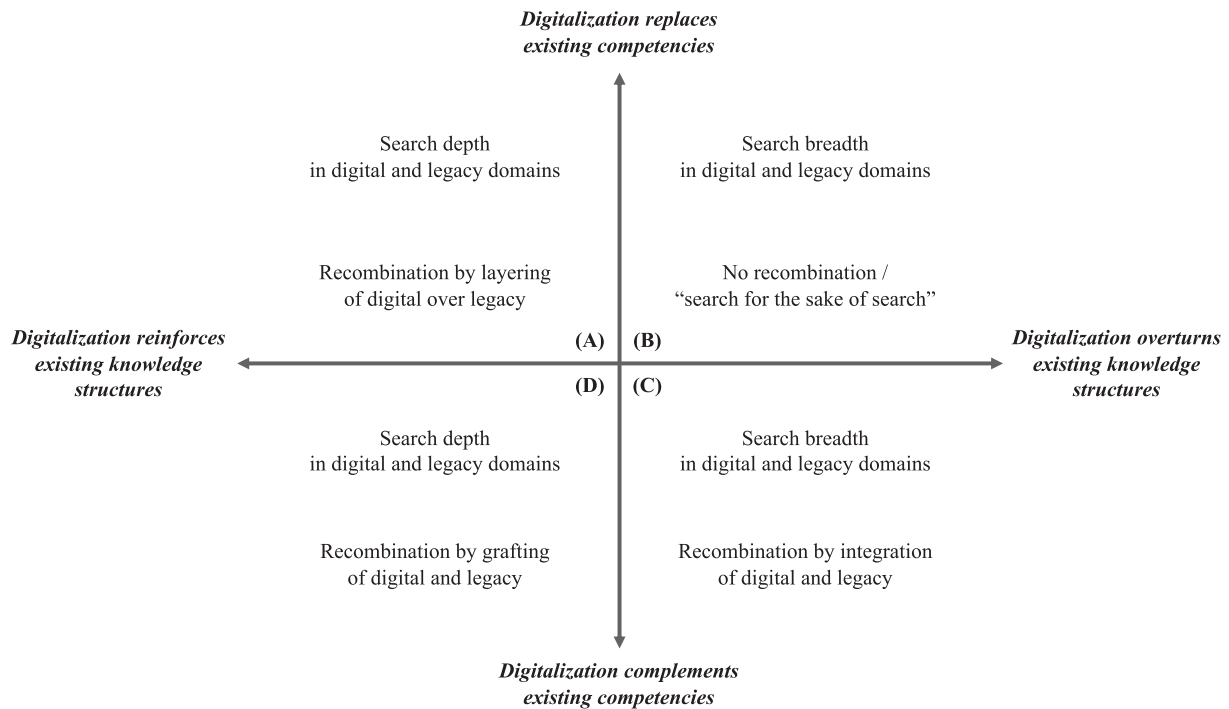 Digitalization replaces
existing competencies
Search depth
in digital and legacy domains
Search breadth
in digital and legacy domains
Recombination by layering
of digital over legacy
No recombination /
“search for the sake of search”
(A)
(B)
Digitalization reinforces
existing knowledge
structures
Digitalization overturns
existing knowledge
structures
(D)
(C)
Search depth
in digital and legacy domains
Search breadth
in digital and legacy domains
Recombination by grafting
of digital and legacy
Recombination by integration
of digital and legacy
Digitalization complements
existing competencies